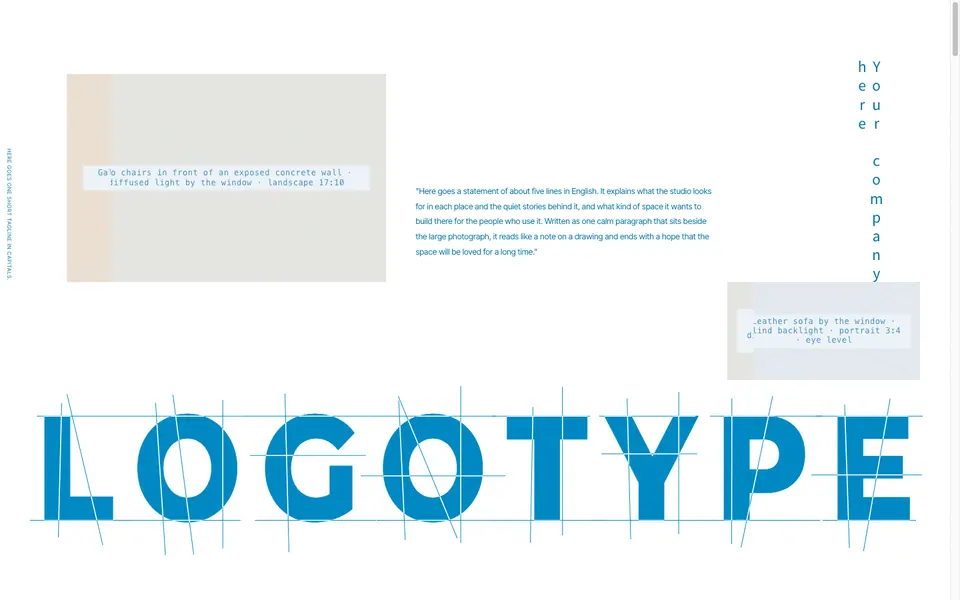 HERE GOES ONE SHORT TAGLINE IN CAPITALS.
o chairs in front of an exposed concrete wall ·
diffused light by the window · landscape 17:10
"Here goes a statement of about five lines in English. It explains what the studio looks
for in each place and the quiet stories behind it, and what kind of space it wants to
build there for the people who use it. Written as one calm paragraph that sits beside
the large photograph, it reads like a note on a drawing and ends with a hope that the
space will be loved for a long time."
Your company
here
Leather sofa by the window ·
blind backlight · portrait 3:4
· eye level
LOGOTYPE